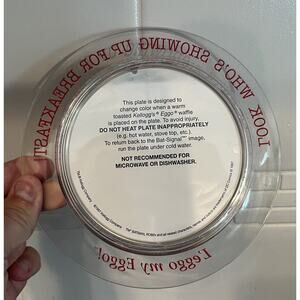 LOOK WHO'S SHOWING UP FOR BREAKFAST
This plate is designed to
change color when a warm
toasted Kellogg's® Eggo® waffle
is placed on the plate. To avoid injury,
DO NOT HEAT PLATE INAPPROPRIATELY
(e.g. hot water, stove top, etc.).
To return back to the Bat-Signal™ image,
run the plate under cold water.
NOT RECOMMENDED FOR
MICROWAVE OR DISHWASHER.
L'eggo my Eggo!